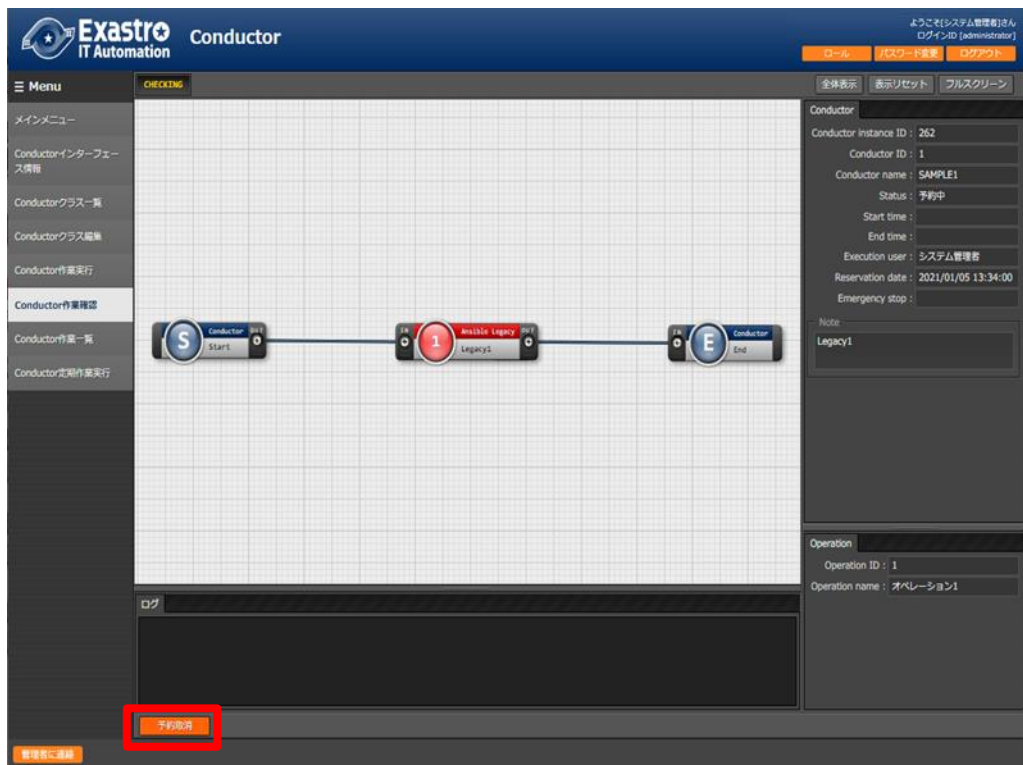 Exastro
IT Automation
Conductor
ようこそ[システム管理者]さん
ログインID [administrator]
ロール
パスワード変更
ログアウト
Menu
CHECKING
全体表示
表示リセット
フルスクリーン
メインメニュー
Conductorインターフェー
ス情報
Conductorクラス一覧
Conductorクラス編集
Conductor作業実行
Conductor作業確認
Conductor作業一覧
Conductor定期作業実行
S
Conductor
Start
OUT
IN
1
Ansible Legacy
Legacy1
OUT
IN
E
Conductor
End
Conductor
Conductor instance ID : 262
Conductor ID : 1
Conductor name : SAMPLE1
Status : 予約中
Start time :
End time :
Execution user : システム管理者
Reservation date : 2021/01/05 13:34:00
Emergency stop :
Note
Legacy1
Operation
Operation ID : 1
Operation name : オペレーション1
ログ
予約取消
管理者に連絡